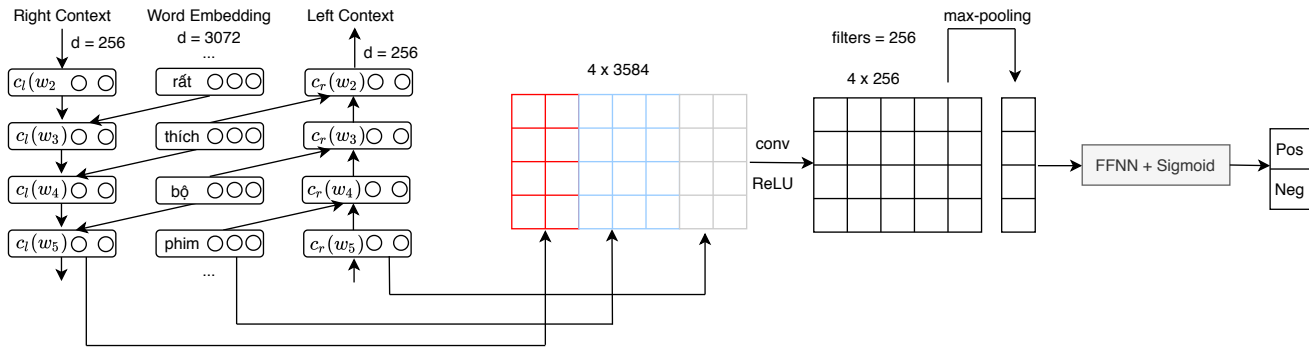 Right Context
Word Embedding
Left Context
d = 256
d = 3072
d = 256
...
c_l(w_2
rất
c_r(w_2)
c_l(w_3)
thích
c_r(w_3)
c_l(w_4)
bộ
c_r(w_4)
c_l(w_5)
phim
c_r(w_5)
...
4 x 3584
conv
ReLU
max-pooling
filters = 256
4 x 256
FFNN + Sigmoid
Pos
Neg